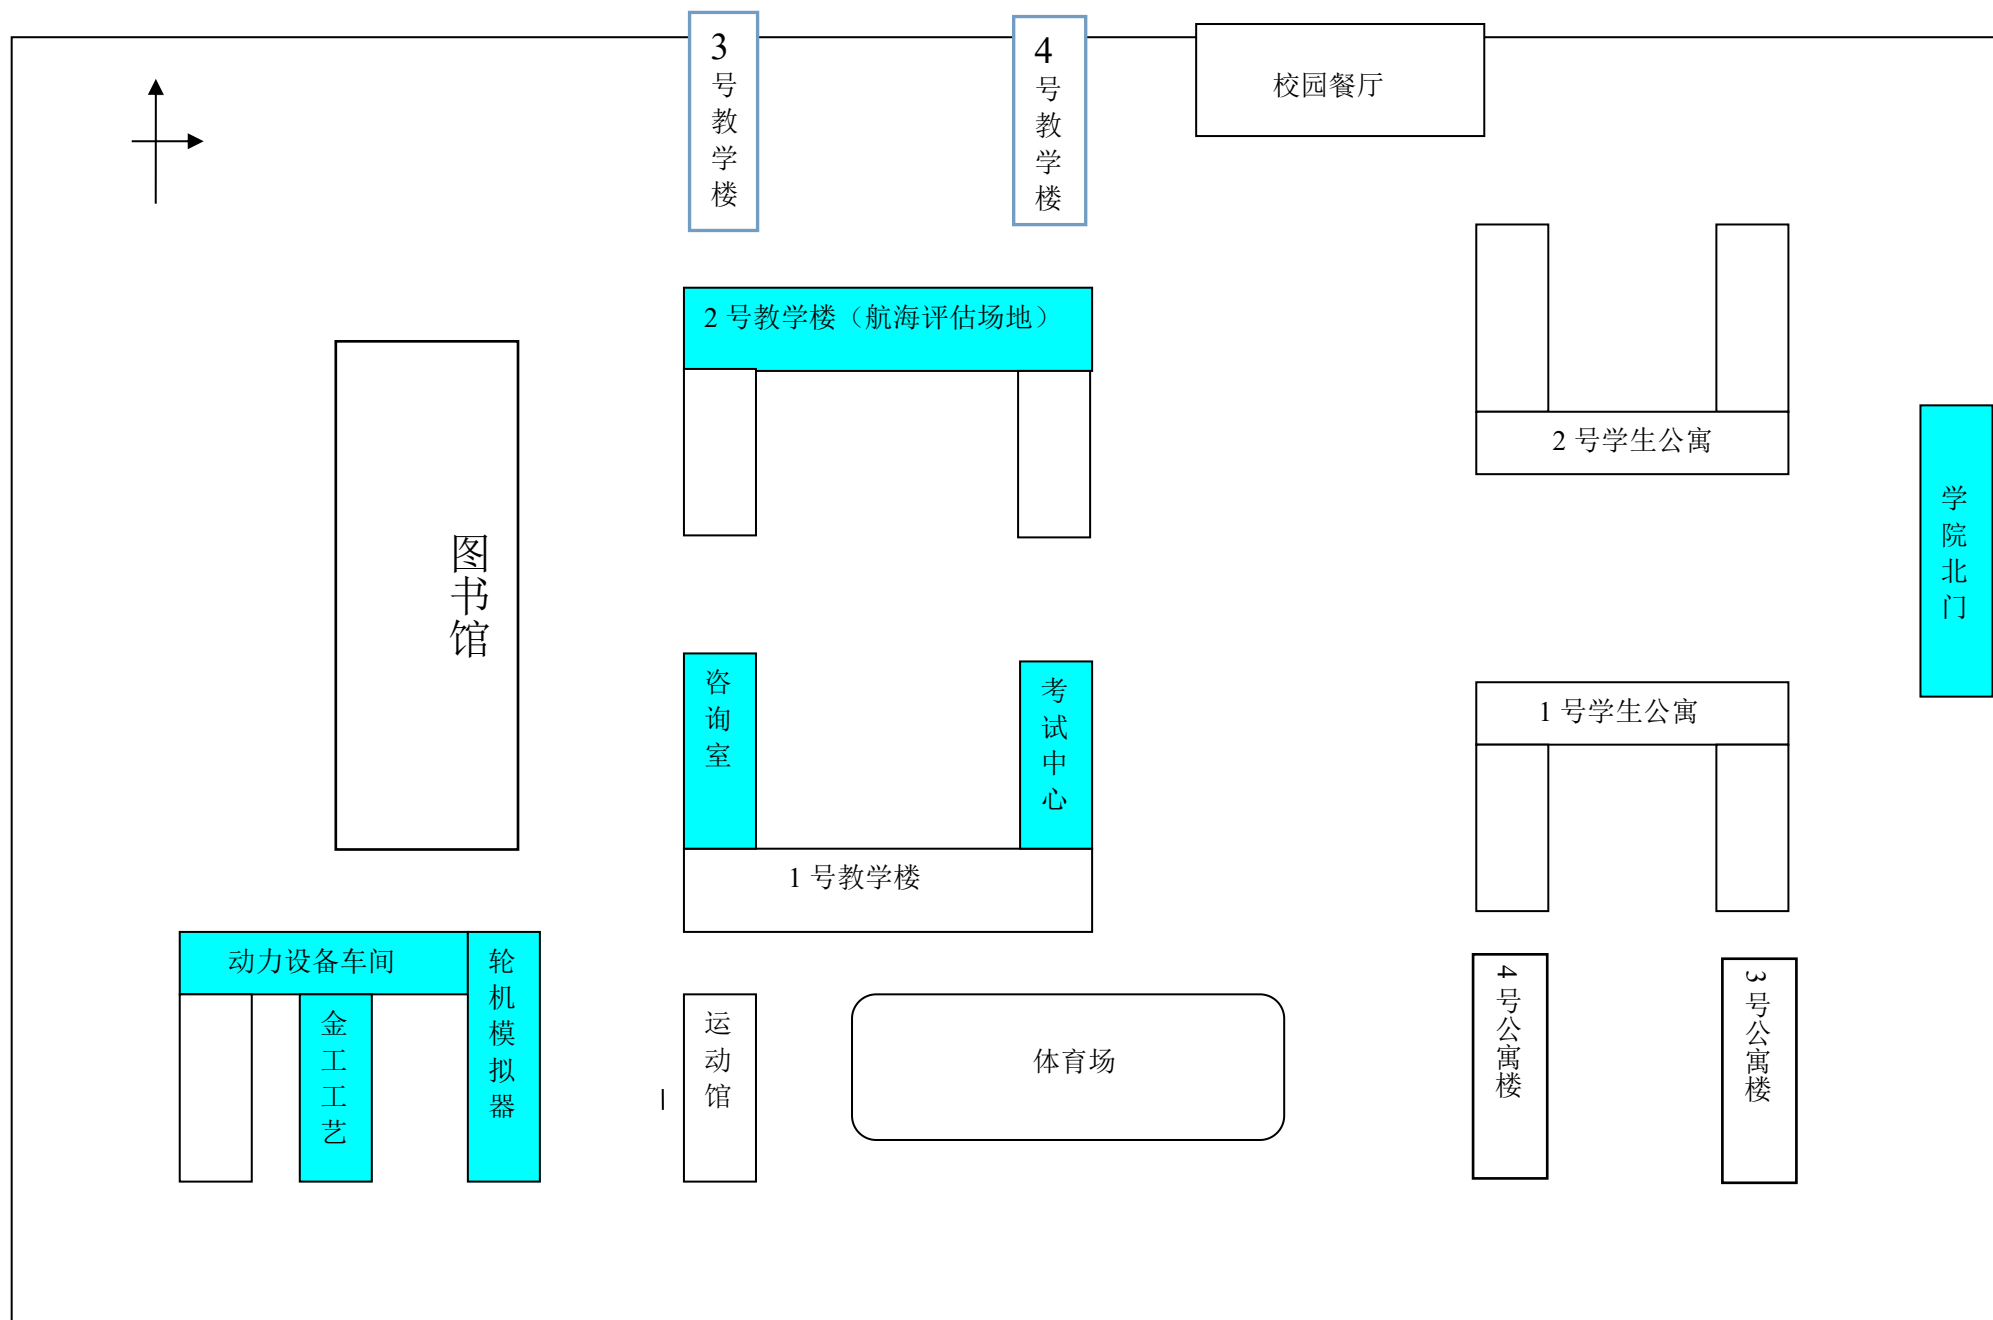 3号教学楼
4号教学楼
校园餐厅
2 号教学楼（航海评估场地）
2 号学生公寓
学院北门
图书馆
咨询室
考试中心
1 号学生公寓
1 号教学楼
动力设备车间
轮机模拟器
金工工艺
运动馆
体育场
4号公寓楼
3号公寓楼